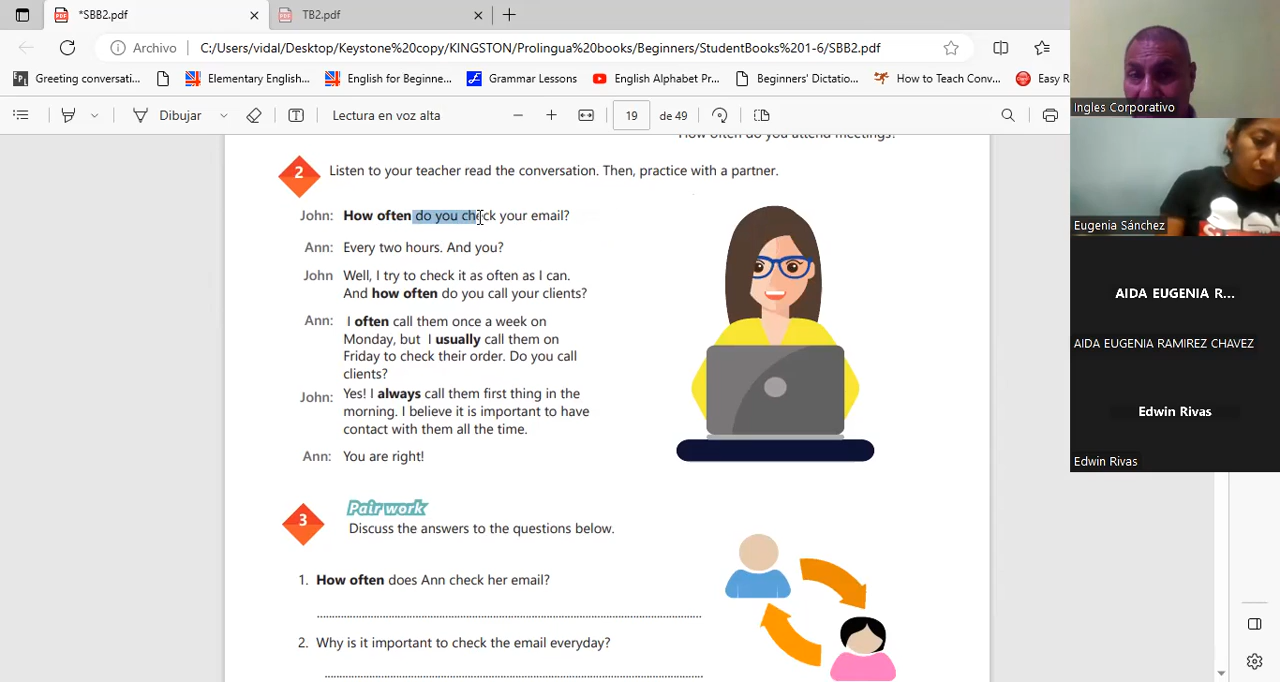 *SBB2.pdf
TB2.pdf
Archivo
C:/Users/vidal/Desktop/Keystone%20copy/KINGSTON/Prolingua%20books/Beginners/StudentBooks%201-6/SBB2.pdf
Greeting conversati...
Elementary English...
English for Beginne...
Grammar Lessons
English Alphabet Pr...
Beginners' Dictatio...
How to Teach Conv...
Easy R
Dibujar
Lectura en voz alta
19
de 49
How often do you attend meetings?
2 Listen to your teacher read the conversation. Then, practice with a partner.
John: How often do you check your email?
Ann: Every two hours. And you?
John Well, I try to check it as often as I can.
And how often do you call your clients?
Ann: I often call them once a week on
Monday, but I usually call them on
Friday to check their order. Do you call
clients?
John: Yes! I always call them first thing in the
morning. I believe it is important to have
contact with them all the time.
Ann: You are right!
3 Pair work
Discuss the answers to the questions below.
1. How often does Ann check her email?
2. Why is it important to check the email everyday?
Ingles Corporativo
Eugenia Sánchez
AIDA EUGENIA R...
AIDA EUGENIA RAMIREZ CHAVEZ
Edwin Rivas
Edwin Rivas